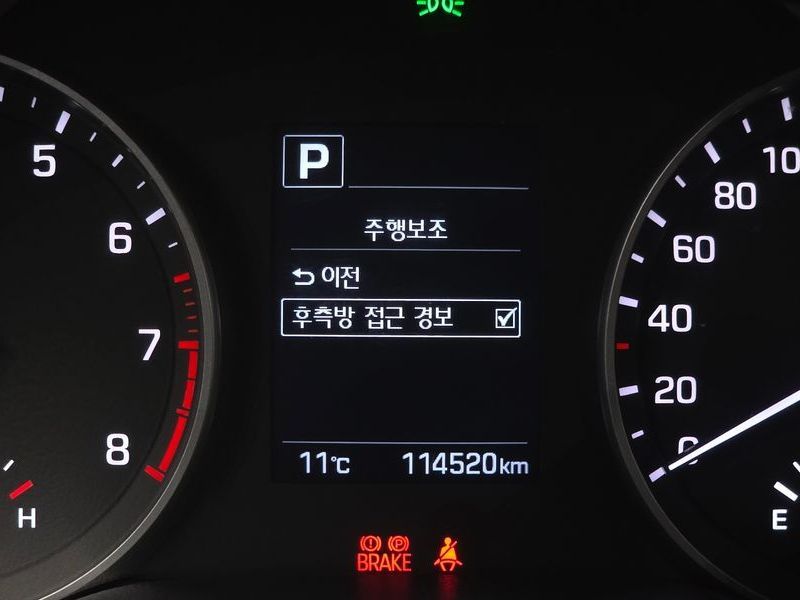 P
주행보조
이전
후측방 접근 경보
11℃ 114520km
5
6
7
8
H
10
80
60
40
20
0
E
(!) (P)
BRAKE